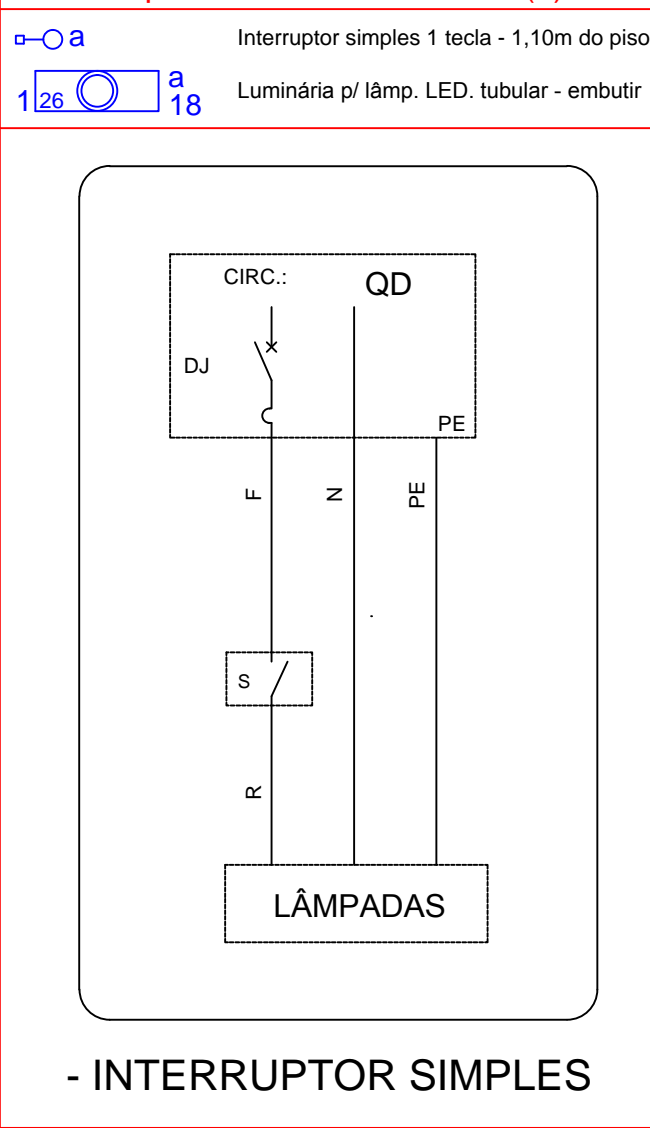 a
Interruptor simples 1 tecla - 1,10m do piso
1 26 a 18
Luminária p/ lâmp. LED. tubular - embutir
CIRC.: QD
DJ
PE
F N PE
S
R
LÂMPADAS
- INTERRUPTOR SIMPLES